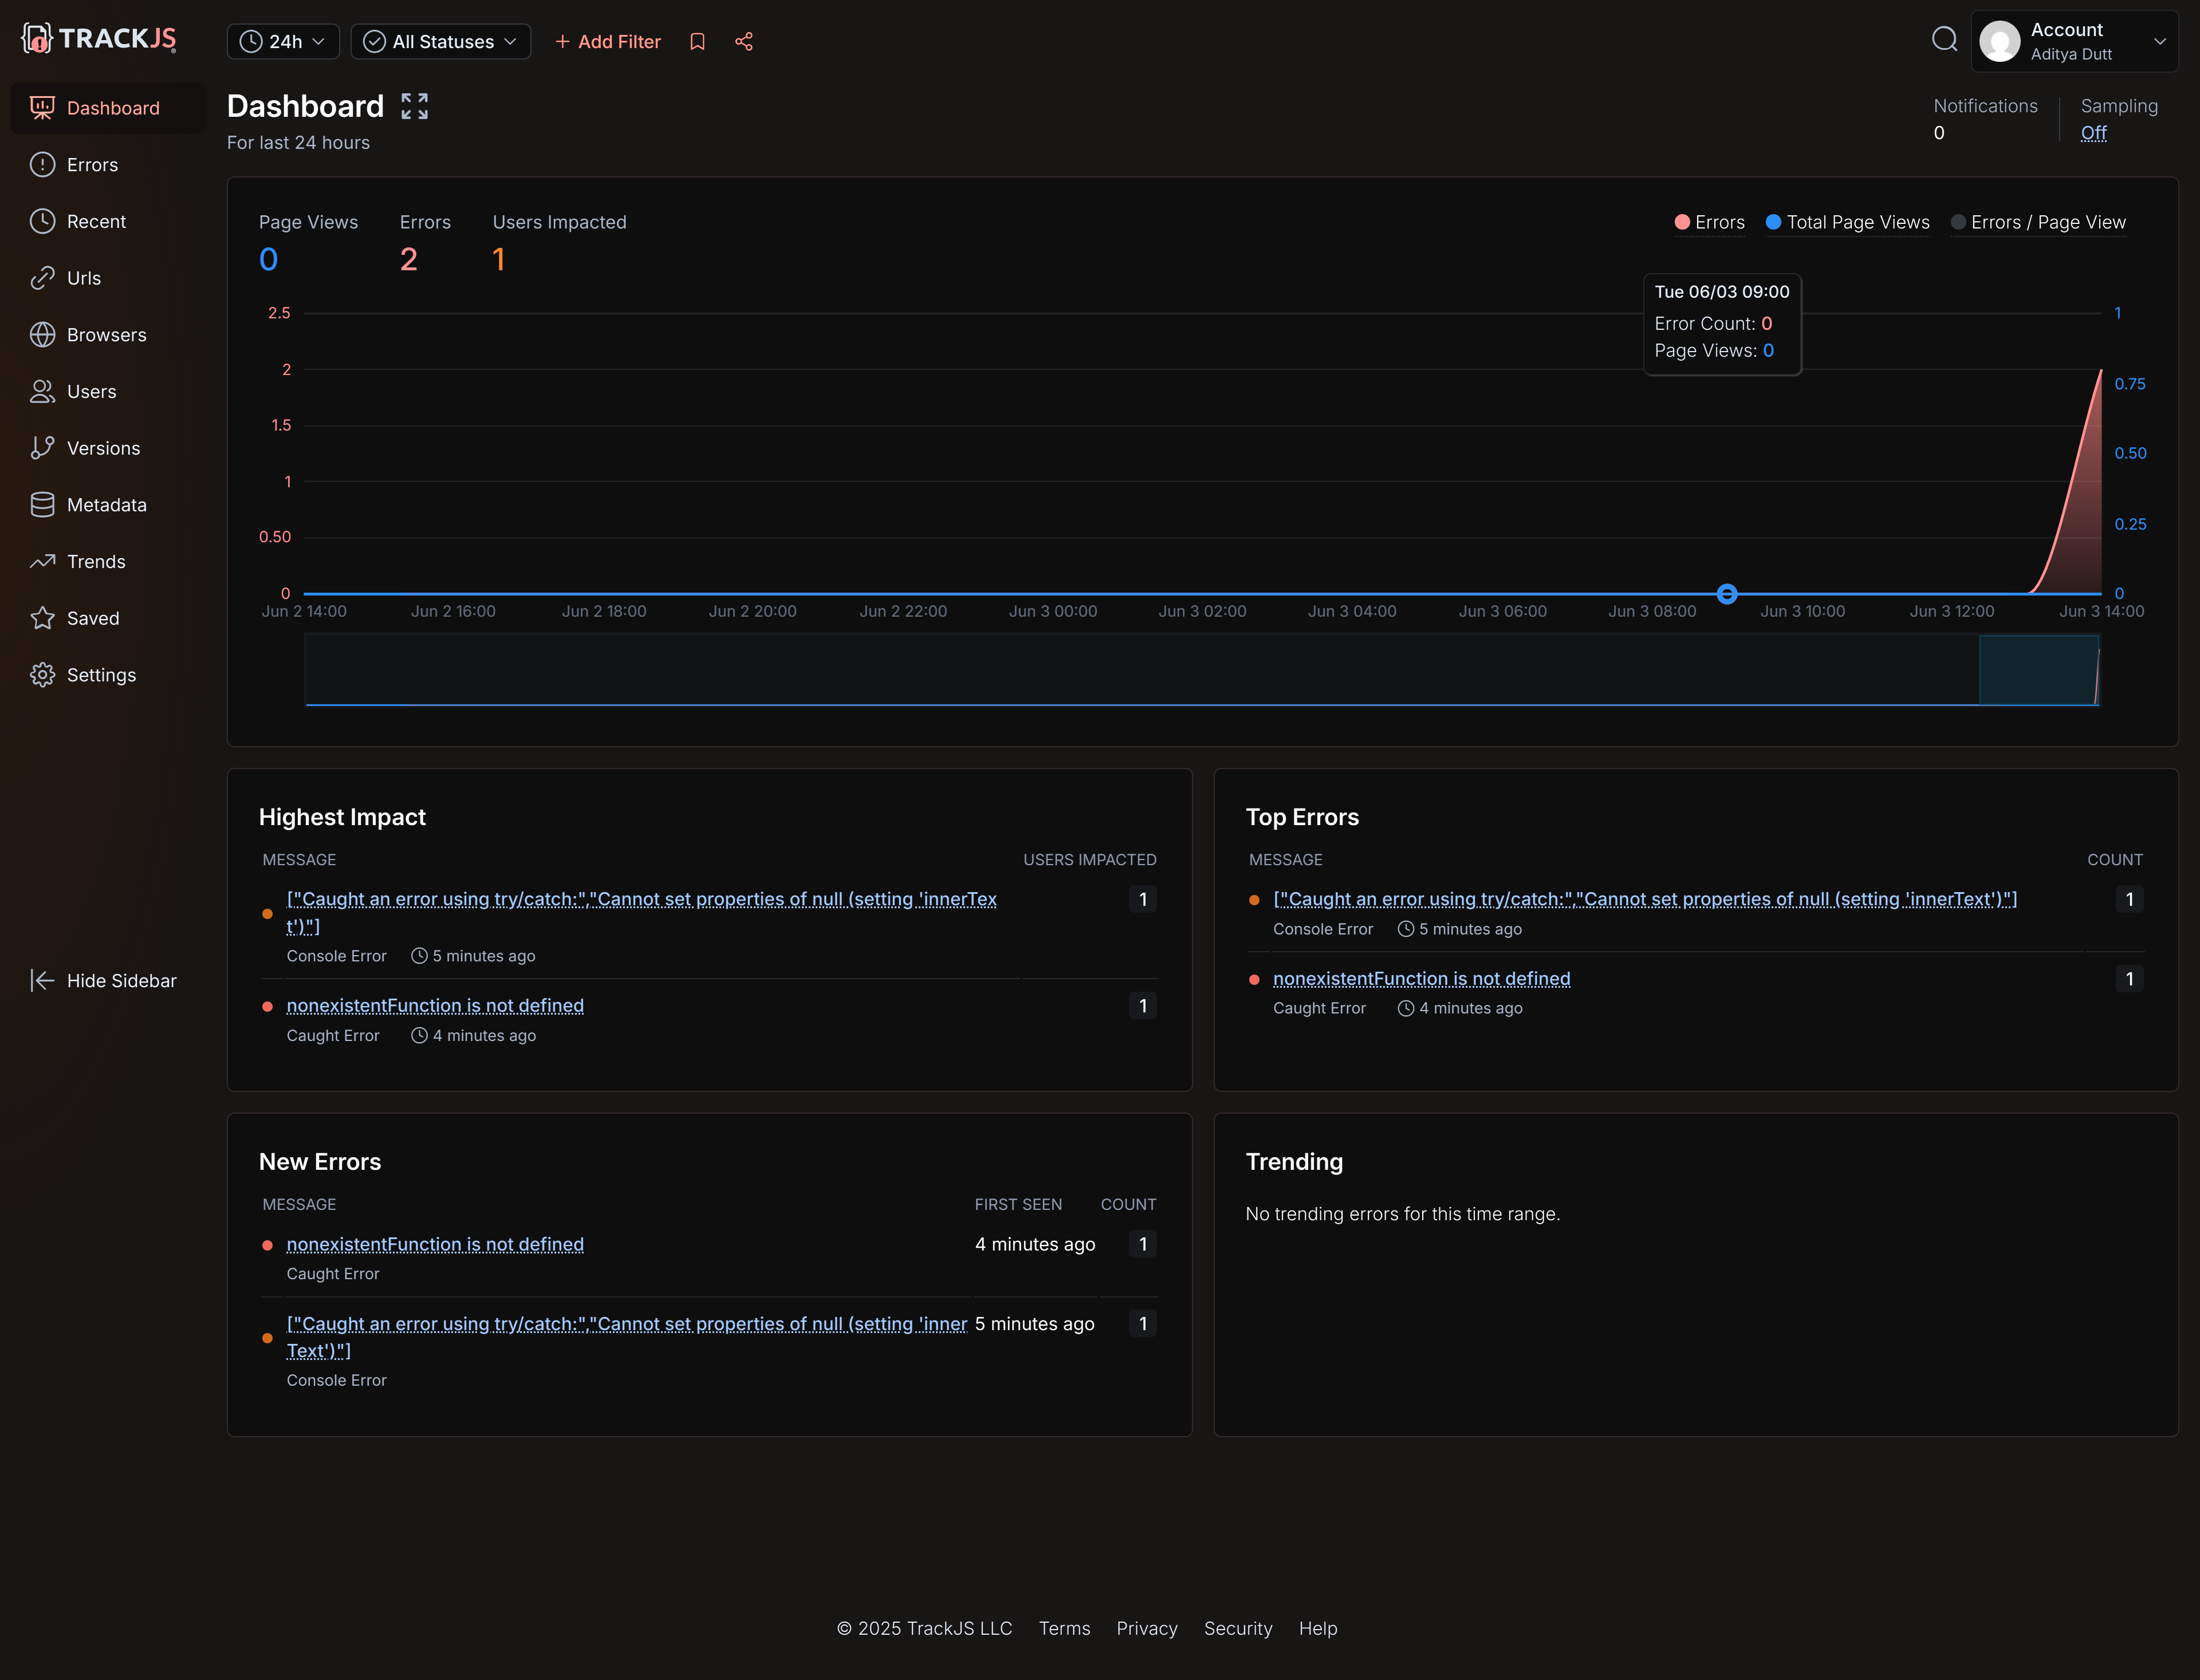 TRACKJS
24h
All Statuses
+ Add Filter
Account
Aditya Dutt
Dashboard
Errors
Recent
Urls
Browsers
Users
Versions
Metadata
Trends
Saved
Settings
Hide Sidebar
Dashboard
For last 24 hours
Notifications
0
Sampling
Off
Page Views
0
Errors
2
Users Impacted
1
Errors
Total Page Views
Errors / Page View
Tue 06/03 09:00
Error Count: 0
Page Views: 0
2.5
2
1.5
1
0.50
0
1
0.75
0.50
0.25
0
Jun 2 14:00
Jun 2 16:00
Jun 2 18:00
Jun 2 20:00
Jun 2 22:00
Jun 3 00:00
Jun 3 02:00
Jun 3 04:00
Jun 3 06:00
Jun 3 08:00
Jun 3 10:00
Jun 3 12:00
Jun 3 14:00
Highest Impact
MESSAGE USERS IMPACTED
["Caught an error using try/catch:","Cannot set properties of null (setting 'innerTex 1
t')"]
Console Error 5 minutes ago
nonexistentFunction is not defined 1
Caught Error 4 minutes ago
Top Errors
MESSAGE COUNT
["Caught an error using try/catch:","Cannot set properties of null (setting 'innerText')"] 1
Console Error 5 minutes ago
nonexistentFunction is not defined 1
Caught Error 4 minutes ago
New Errors
MESSAGE FIRST SEEN COUNT
nonexistentFunction is not defined 4 minutes ago 1
Caught Error
["Caught an error using try/catch:","Cannot set properties of null (setting 'inner 5 minutes ago 1
Text')"]
Console Error
Trending
No trending errors for this time range.
© 2025 TrackJS LLC Terms Privacy Security Help